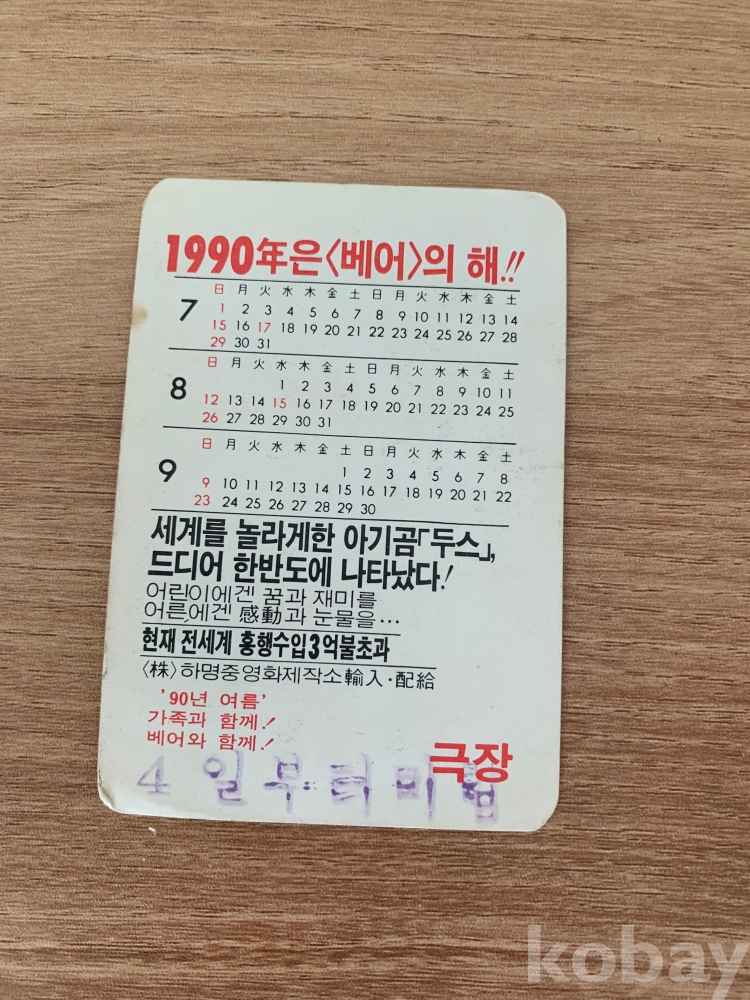 1990年은〈베어〉의 해!!
日 月 火 水 木 金 土 日 月 火 水 木 金 土
7
1 2 3 4 5 6 7 8 9 10 11 12 13 14
15 16 17 18 19 20 21 22 23 24 25 26 27 28
29 30 31
日 月 火 水 木 金 土 日 月 火 水 木 金 土
8
1 2 3 4 5 6 7 8 9 10 11
12 13 14 15 16 17 18 19 20 21 22 23 24 25
26 27 28 29 30 31
日 月 火 水 木 金 土 日 月 火 水 木 金 土
9
1 2 3 4 5 6 7 8
9 10 11 12 13 14 15 16 17 18 19 20 21 22
23 24 25 26 27 28 29 30
세계를 놀라게한 아기곰「두스」,
드디어 한반도에 나타났다!
어린이에겐 꿈과 재미를
어른에겐 感動과 눈물을…
현재 전세계 흥행수입3억불초과
〈株〉하명중영화제작소輸入·配給
'90년 여름'
가족과 함께!
베어와 함께!
극장
4일부터
kobay